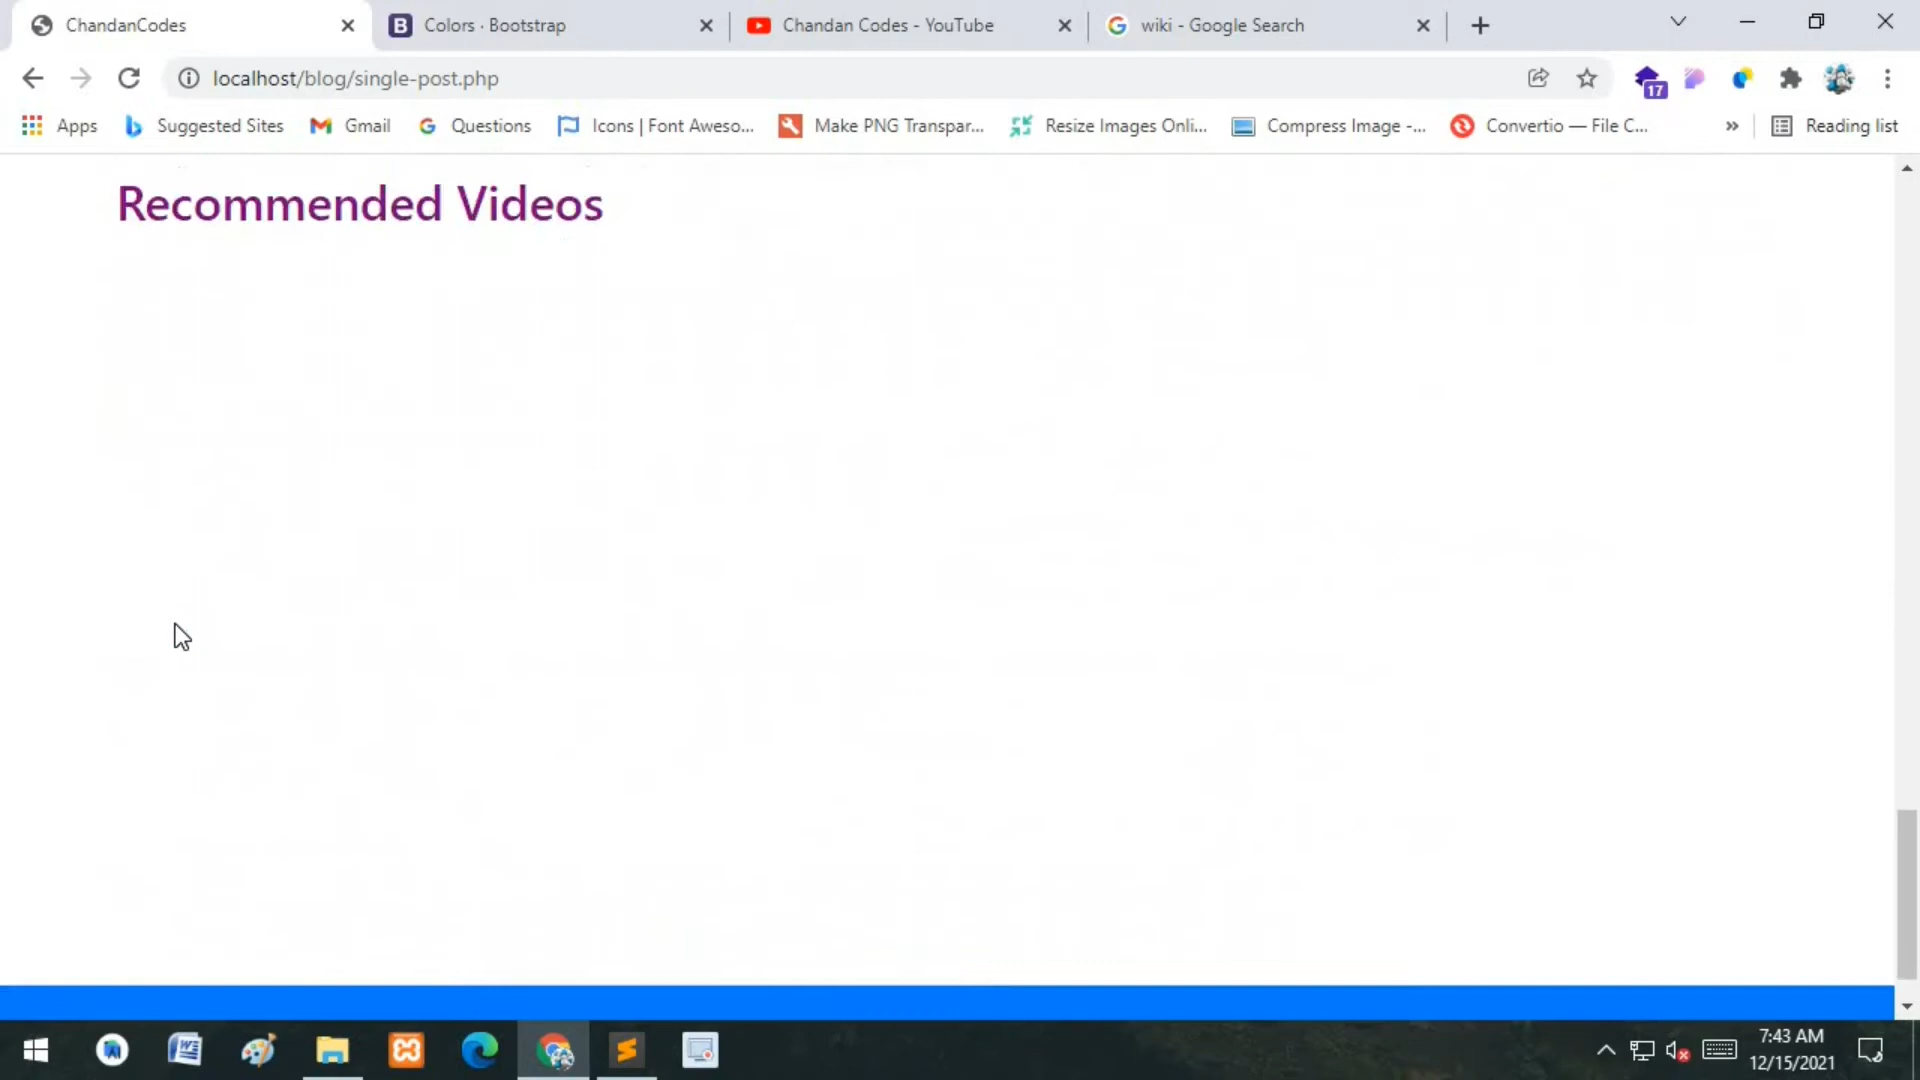 ChandanCodes
Colors · Bootstrap
Chandan Codes - YouTube
wiki - Google Search
localhost/blog/single-post.php
17
Apps
Suggested Sites
Gmail
Questions
Icons | Font Aweso...
Make PNG Transpar...
Resize Images Onli...
Compress Image -...
Convertio — File C...
»
Reading list
Recommended Videos
7:43 AM
12/15/2021